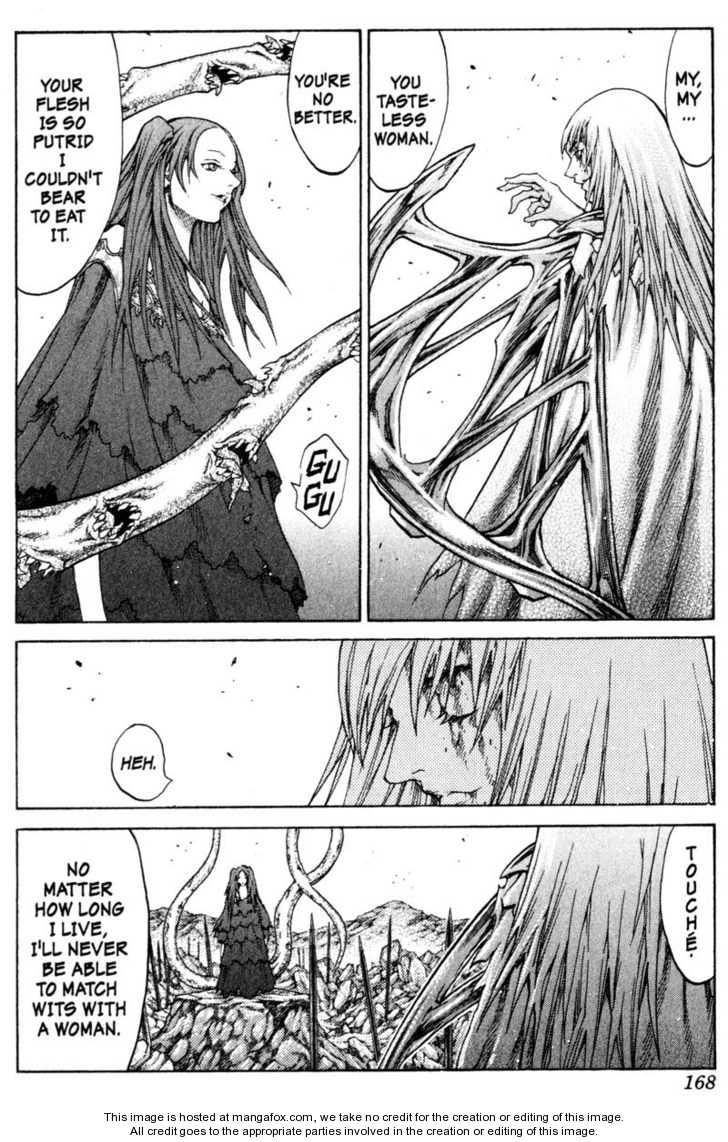 MY,
MY
...
YOU
TASTE-
LESS
WOMAN.
YOU'RE
NO
BETTER.
YOUR
FLESH
IS SO
PUTRID
I
COULDN'T
BEAR
TO EAT
IT.
GU
GU
HEH.
TOUCHÉ.
NO
MATTER
HOW LONG
I LIVE,
I'LL NEVER
BE ABLE
TO MATCH
WITS WITH
A WOMAN.
168
This image is hosted at mangafox.com, we take no credit for the creation or editing of this image.
All credit goes to the appropriate parties involved in the creation or editing of this image.